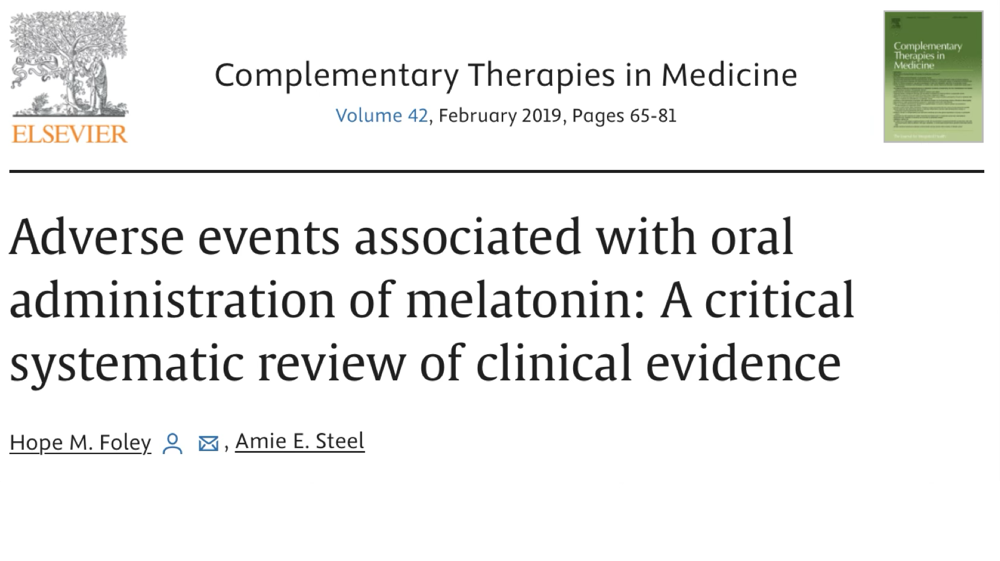 Complementary Therapies in Medicine
Volume 42, February 2019, Pages 65-81
ELSEVIER
Complementary
Therapies in
Medicine
Adverse events associated with oral
administration of melatonin: A critical
systematic review of clinical evidence
Hope M. Foley , Amie E. Steel